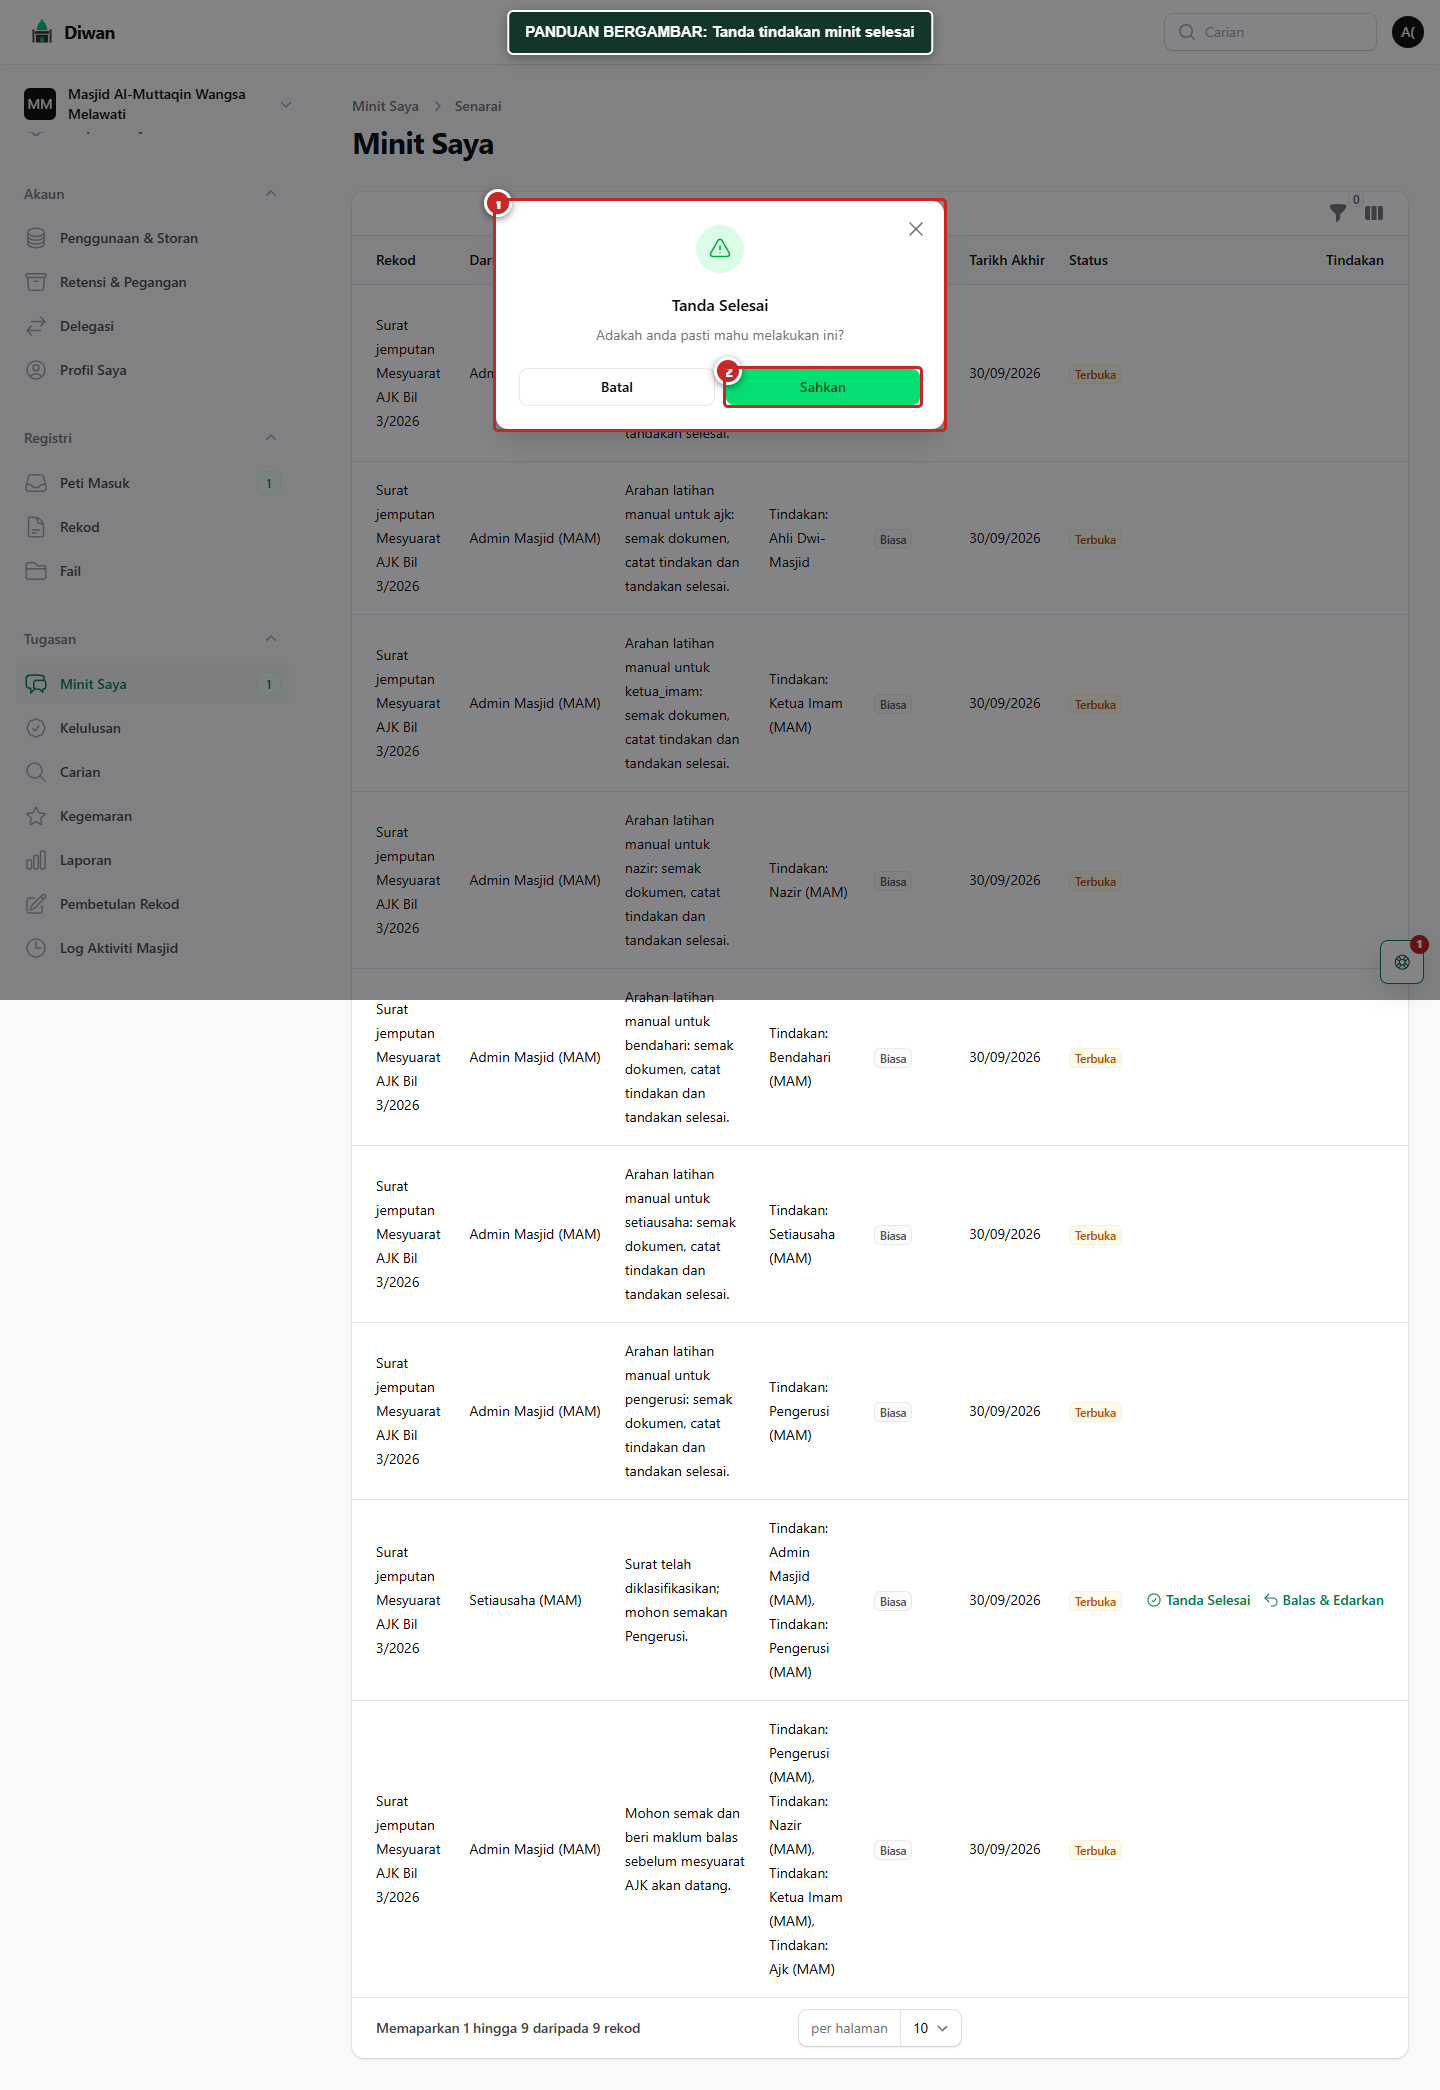 Diwan
PANDUAN BERGAMBAR: Tanda tindakan minit selesai
Carian
A(
MM
Masjid Al-Muttaqin Wangsa
Melawati
Akaun
Penggunaan & Storan
Retensi & Pegangan
Delegasi
Profil Saya
Registri
Peti Masuk
1
Rekod
Fail
Tugasan
Minit Saya
1
Kelulusan
Carian
Kegemaran
Laporan
Pembetulan Rekod
Log Aktiviti Masjid
Minit Saya
Senarai
Minit Saya
0
Rekod
Tarikh Akhir
Status
Tindakan
1
Tanda Selesai
Adakah anda pasti mahu melakukan ini?
Batal
2
Sahkan
Surat
jemputan
Mesyuarat
AJK Bil
3/2026
tandakan selesai.
30/09/2026
Terbuka
Surat
jemputan
Mesyuarat
AJK Bil
3/2026
Admin Masjid (MAM)
Arahan latihan
manual untuk ajk:
semak dokumen,
catat tindakan dan
tandakan selesai.
Tindakan:
Ahli Dwi-
Masjid
Biasa
30/09/2026
Terbuka
Surat
jemputan
Mesyuarat
AJK Bil
3/2026
Admin Masjid (MAM)
Arahan latihan
manual untuk
ketua_imam:
semak dokumen,
catat tindakan dan
tandakan selesai.
Tindakan:
Ketua Imam
(MAM)
Biasa
30/09/2026
Terbuka
Surat
jemputan
Mesyuarat
AJK Bil
3/2026
Admin Masjid (MAM)
Arahan latihan
manual untuk
nazir: semak
dokumen, catat
tindakan dan
tandakan selesai.
Tindakan:
Nazir (MAM)
Biasa
30/09/2026
Terbuka
1
Surat
jemputan
Mesyuarat
AJK Bil
3/2026
Admin Masjid (MAM)
Arahan latihan
manual untuk
bendahari: semak
dokumen, catat
tindakan dan
tandakan selesai.
Tindakan:
Bendahari
(MAM)
Biasa
30/09/2026
Terbuka
Surat
jemputan
Mesyuarat
AJK Bil
3/2026
Admin Masjid (MAM)
Arahan latihan
manual untuk
setiausaha: semak
dokumen, catat
tindakan dan
tandakan selesai.
Tindakan:
Setiausaha
(MAM)
Biasa
30/09/2026
Terbuka
Surat
jemputan
Mesyuarat
AJK Bil
3/2026
Admin Masjid (MAM)
Arahan latihan
manual untuk
pengerusi: semak
dokumen, catat
tindakan dan
tandakan selesai.
Tindakan:
Pengerusi
(MAM)
Biasa
30/09/2026
Terbuka
Surat
jemputan
Mesyuarat
AJK Bil
3/2026
Setiausaha (MAM)
Surat telah
diklasifikasikan;
mohon semakan
Pengerusi.
Tindakan:
Admin
Masjid
(MAM),
Tindakan:
Pengerusi
(MAM)
Biasa
30/09/2026
Terbuka
Tanda Selesai
Balas & Edarkan
Surat
jemputan
Mesyuarat
AJK Bil
3/2026
Admin Masjid (MAM)
Mohon semak dan
beri maklum balas
sebelum mesyuarat
AJK akan datang.
Tindakan:
Pengerusi
(MAM),
Tindakan:
Nazir
(MAM),
Tindakan:
Ketua Imam
(MAM),
Tindakan:
Ajk (MAM)
Biasa
30/09/2026
Terbuka
Memaparkan 1 hingga 9 daripada 9 rekod
per halaman
10